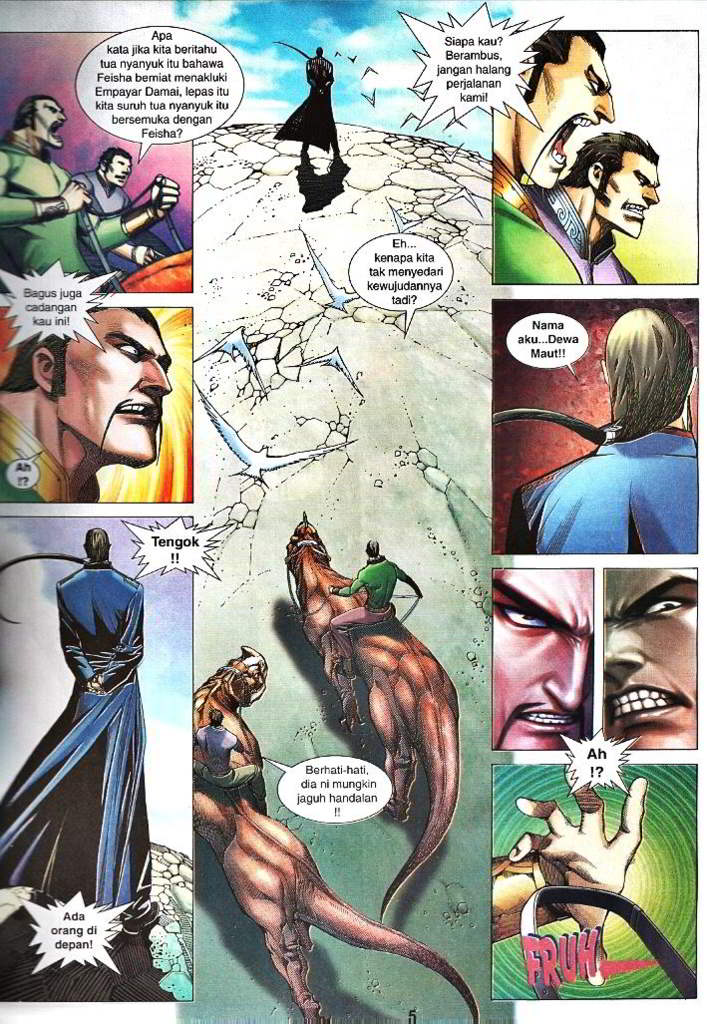 Apa
kata jika kita beritahu
tua nyanyuk itu bahawa
Feisha berniat menakluki
Empayar Damai, lepas itu
kita suruh tua nyanyuk itu
bersemuka dengan
Feisha?
Bagus juga
cadangan
kau ini!
Ah
!?
Tengok
!!
Ada
orang di
depan!
Eh...
kenapa kita
tak menyedari
kewujudannya
tadi?
Berhati-hati,
dia ni mungkin
jaguh handalan
!!
Siapa kau?
Berambus,
jangan halang
perjalanan
kami!
Nama
aku...Dewa
Maut!!
Ah
!?
FRUH
5